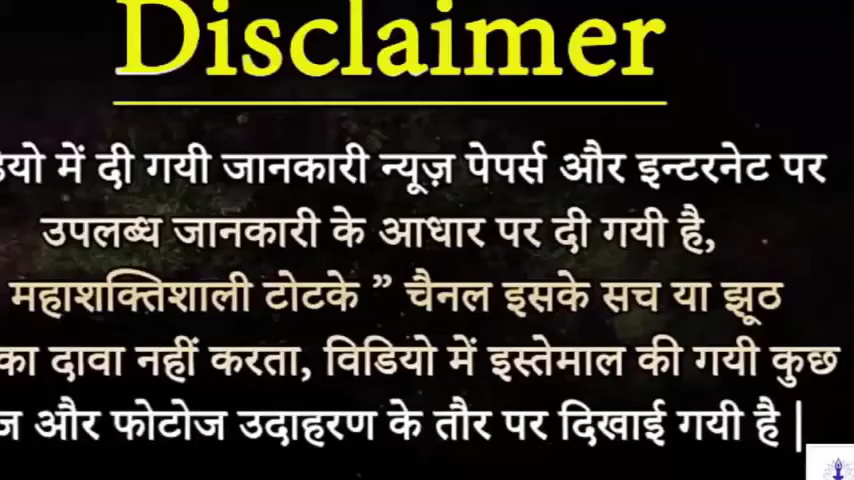 Disclaimer
में दी गयी जानकारी न्यूज़ पेपर्स और इन्टरनेट पर
उपलब्ध जानकारी के आधार पर दी गयी है,
महाशक्तिशाली टोटके ” चैनल इसके सच या झूठ
का दावा नहीं करता, विडियो में इस्तेमाल की गयी कुछ
और फोटोज उदाहरण के तौर पर दिखाई गयी है |